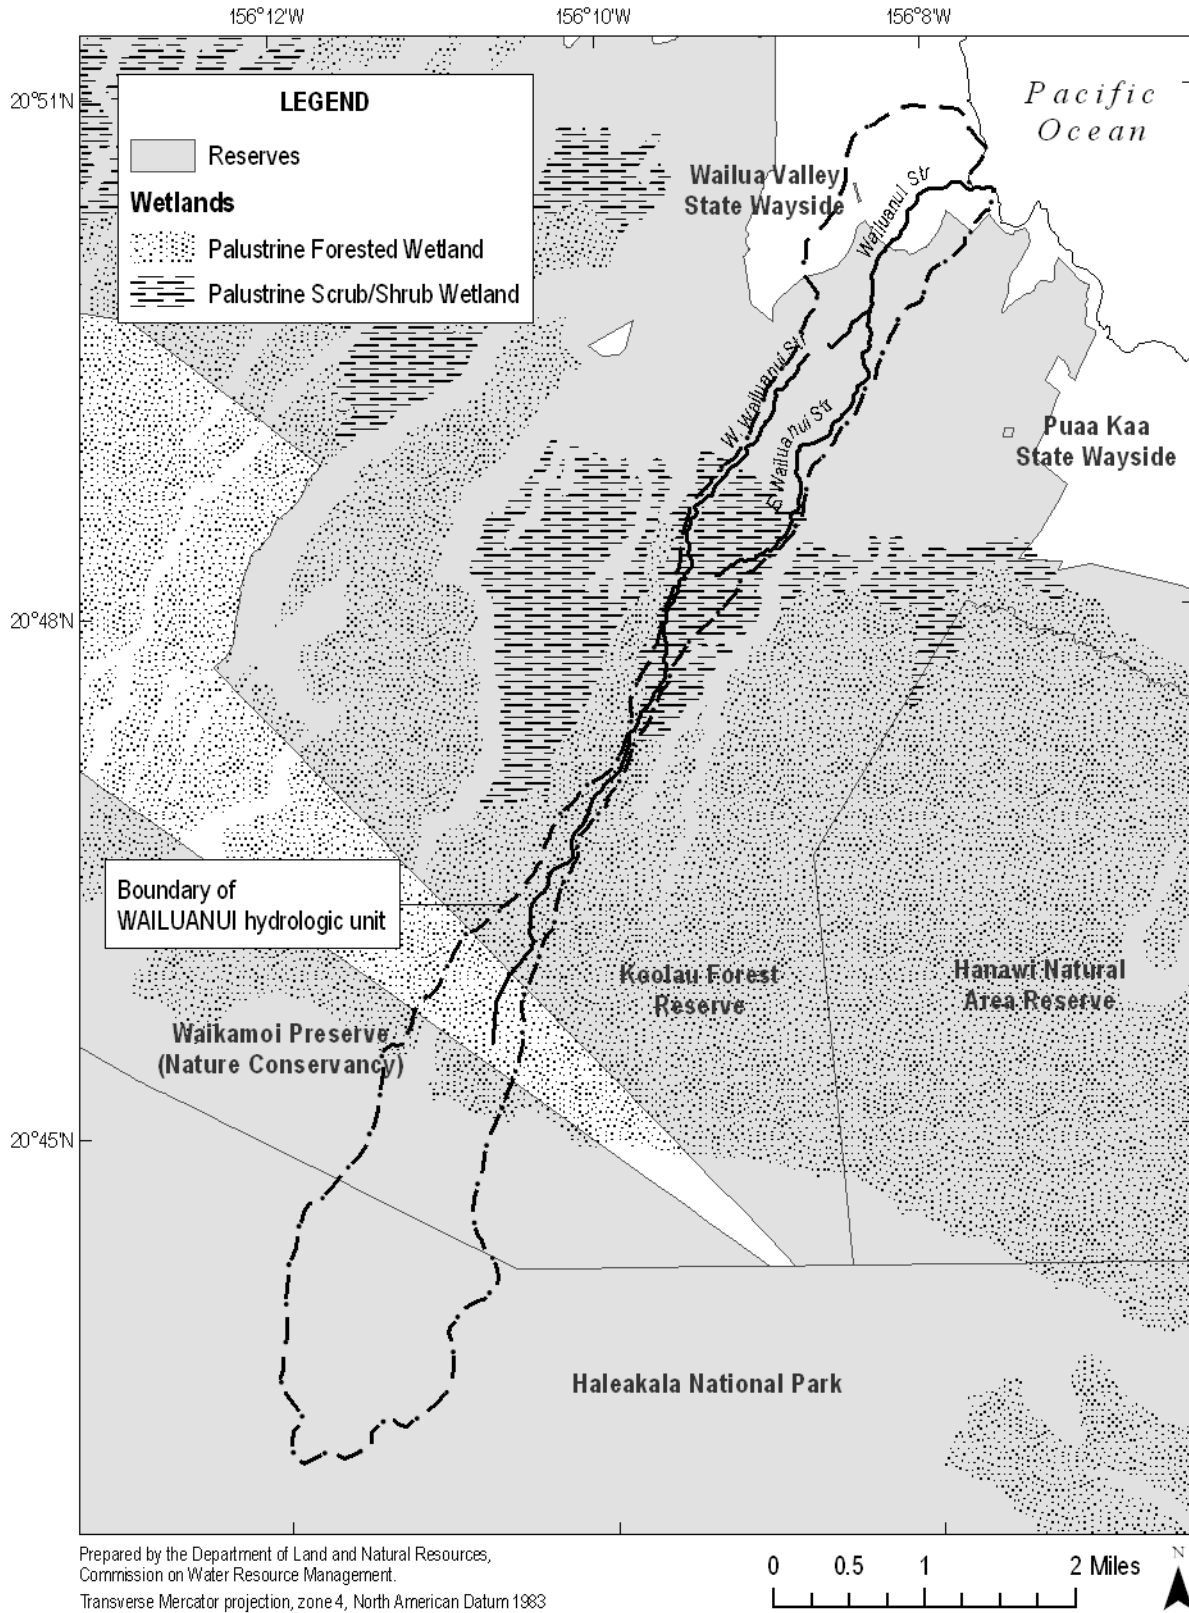 156°12'W 156°10'W 156°8'W
20°51'N
LEGEND
Reserves
Wetlands
Palustrine Forested Wetland
Palustrine Scrub/Shrub Wetland
Pacific
Ocean
Wailua Valley
State Wayside
Wailuanui Str
W. Wailuanui Str
E Wailuanui Str
Puaa Kaa
State Wayside
20°48'N
Boundary of
WAILUANUI hydrologic unit
Koolau Forest
Reserve
Hanawi Natural
Area Reserve
Waikamoi Preserve
(Nature Conservancy)
20°45'N
Haleakala National Park
Prepared by the Department of Land and Natural Resources,
Commission on Water Resource Management.
Transverse Mercator projection, zone 4, North American Datum 1983
0 0.5 1 2 Miles
N